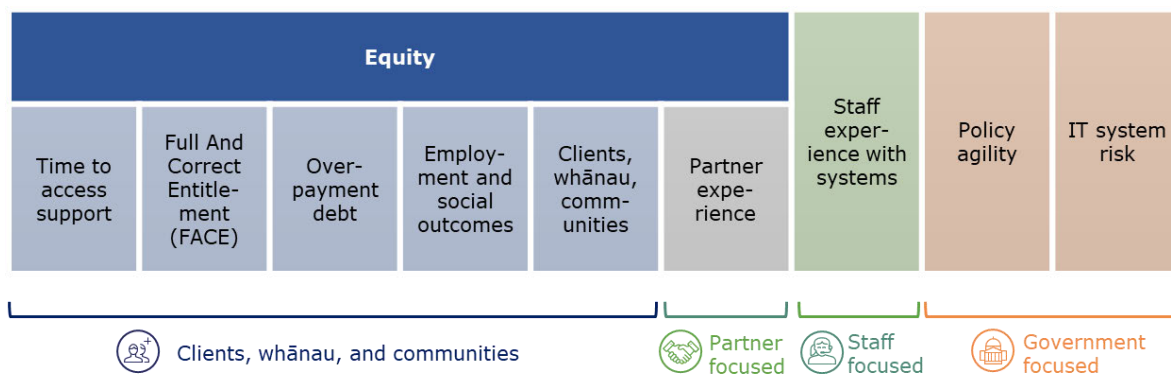 Equity
Time to
access
support
Full And
Correct
Entitle-
ment
(FACE)
Over-
payment
debt
Employ-
ment and
social
outcomes
Clients,
whānau,
comm-
unities
Partner
expe-
rience
Staff
exper-
ience with
systems
Policy
agility
IT system
risk
Clients, whānau, and communities
Partner
focused
Staff
focused
Government
focused